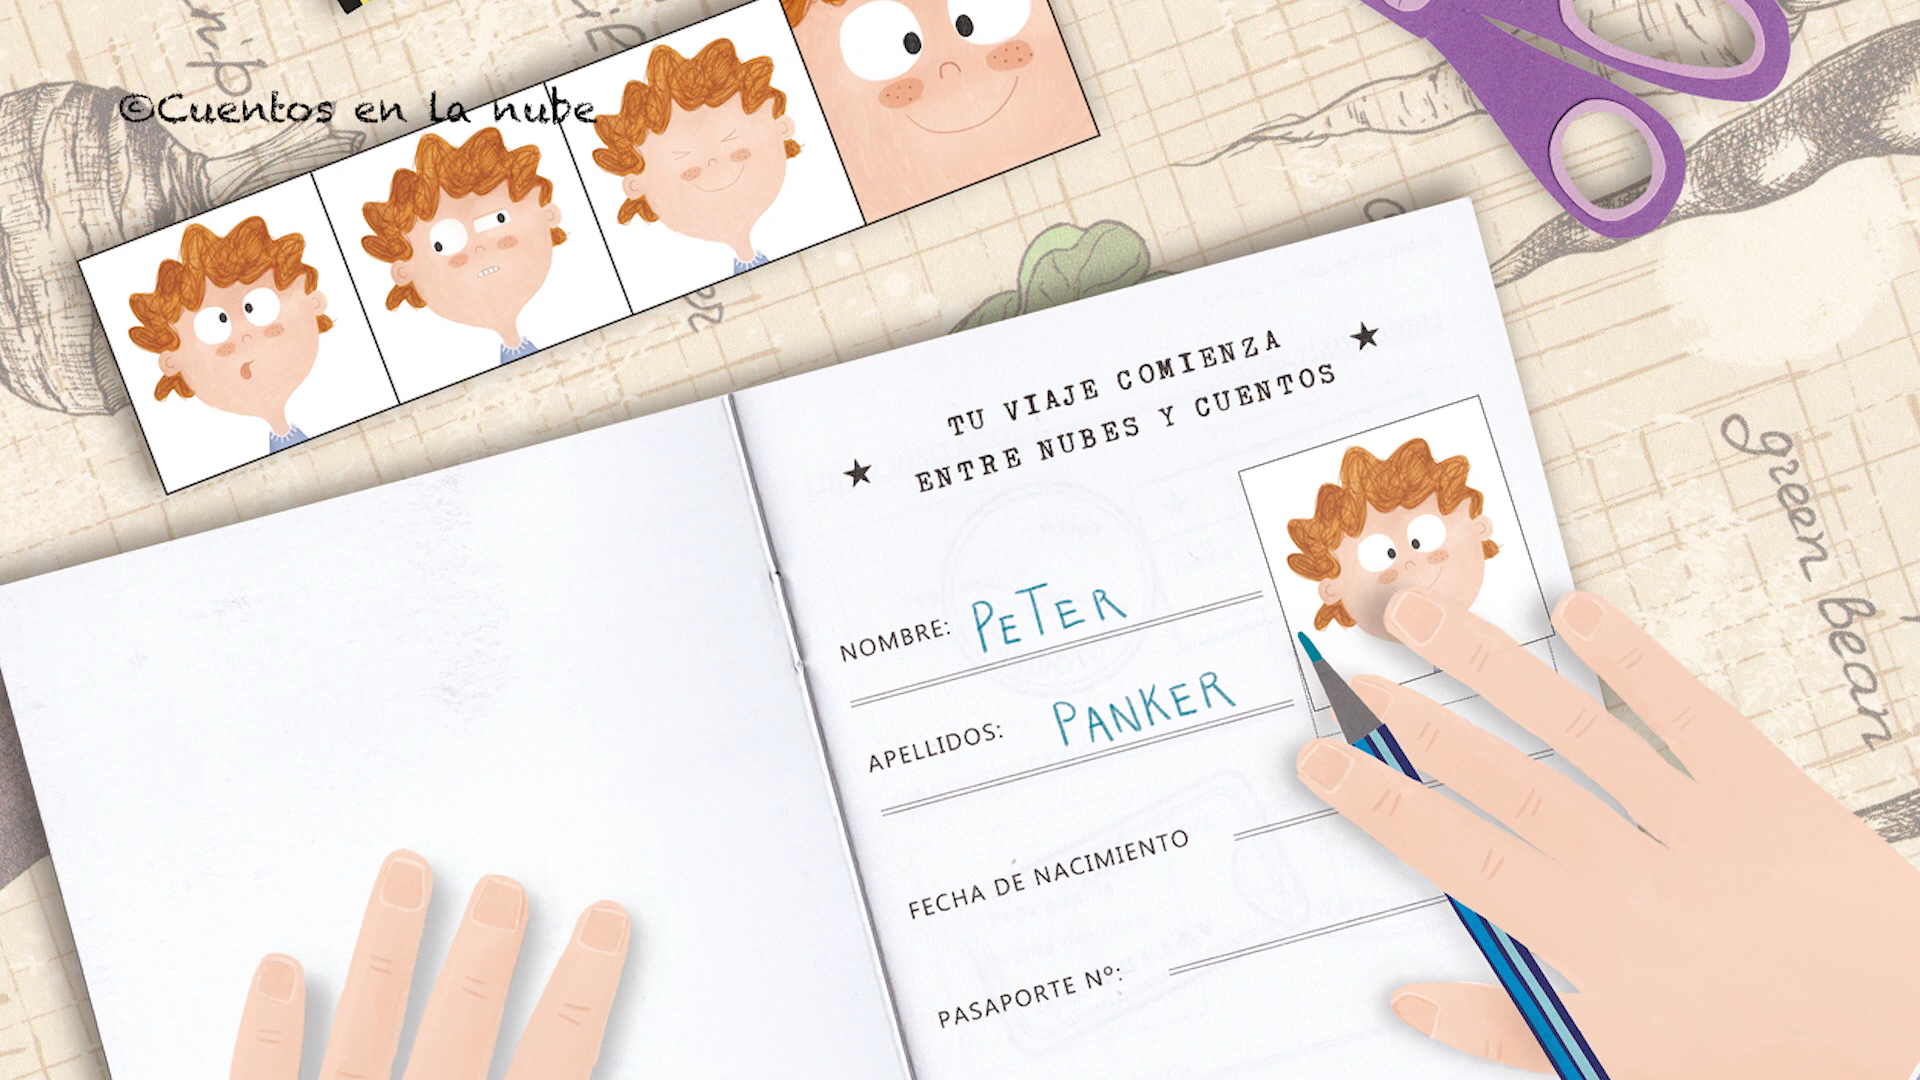 ©Cuentos en la nube
TU VIAJE COMIENZA
ENTRE NUBES Y CUENTOS
NOMBRE: PETER
APELLIDOS: PANKER
FECHA DE NACIMIENTO
PASAPORTE Nº:
green Bean